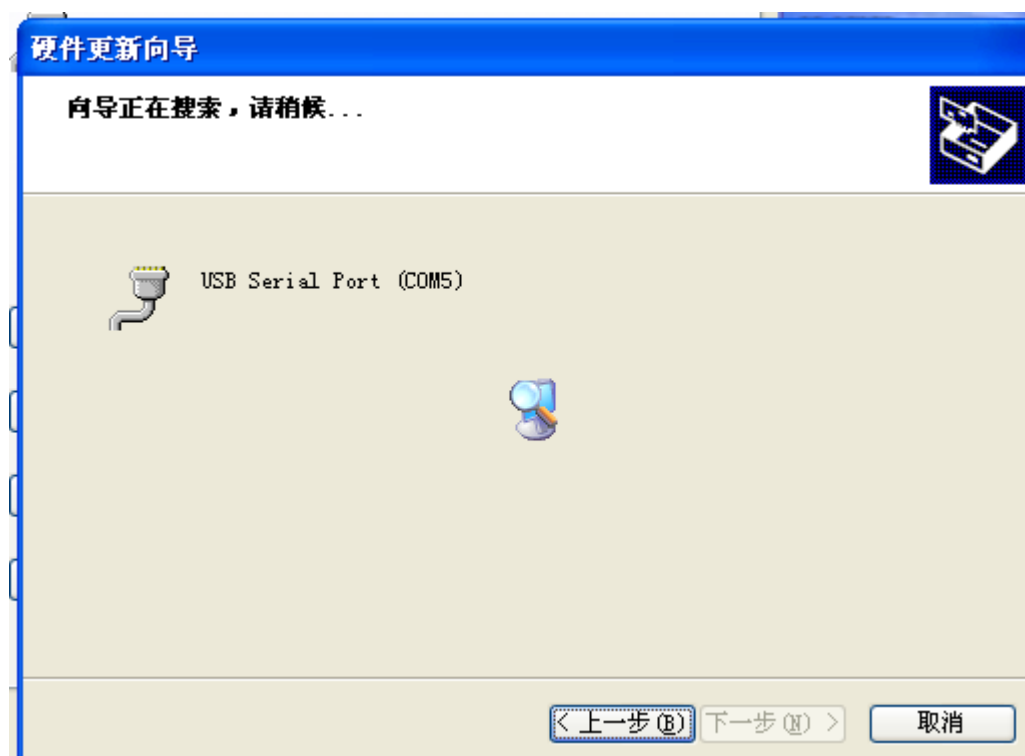 硬件更新向导
向导正在搜索，请稍候...
USB Serial Port (COM5)
< 上一步(B) 下一步(N) > 取消